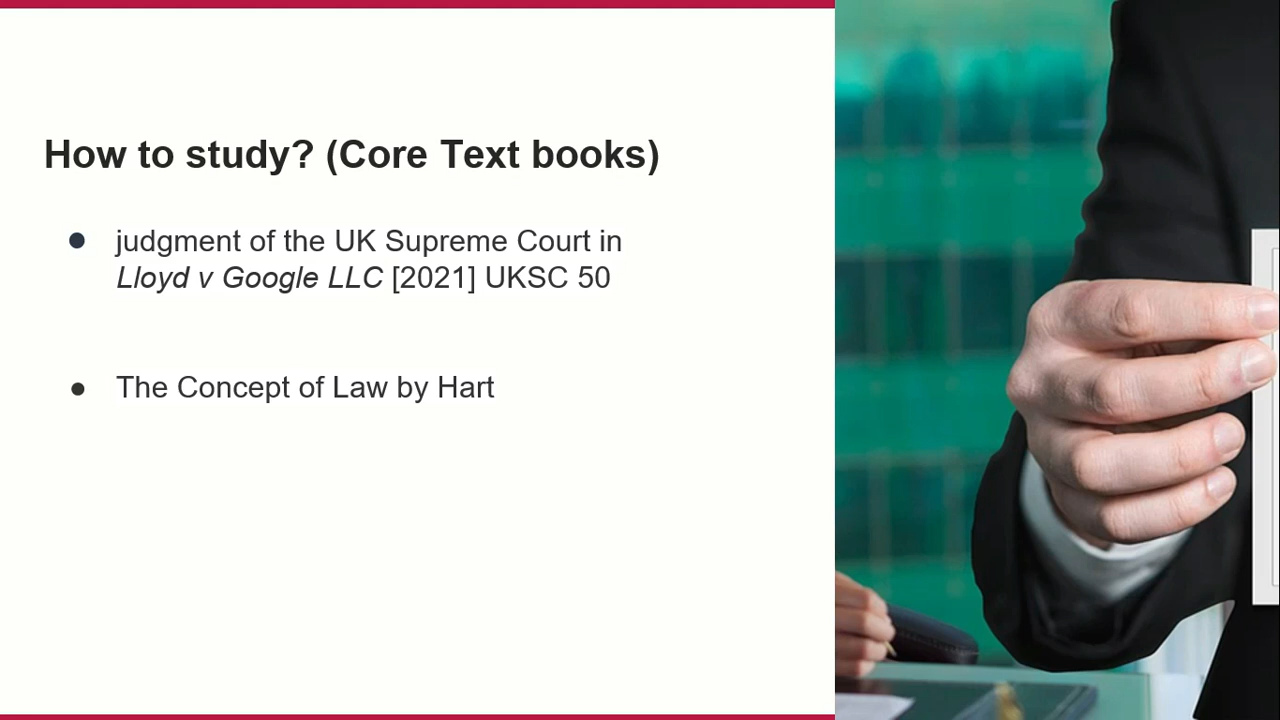 How to study? (Core Text books)
● judgment of the UK Supreme Court in
Lloyd v Google LLC [2021] UKSC 50
● The Concept of Law by Hart